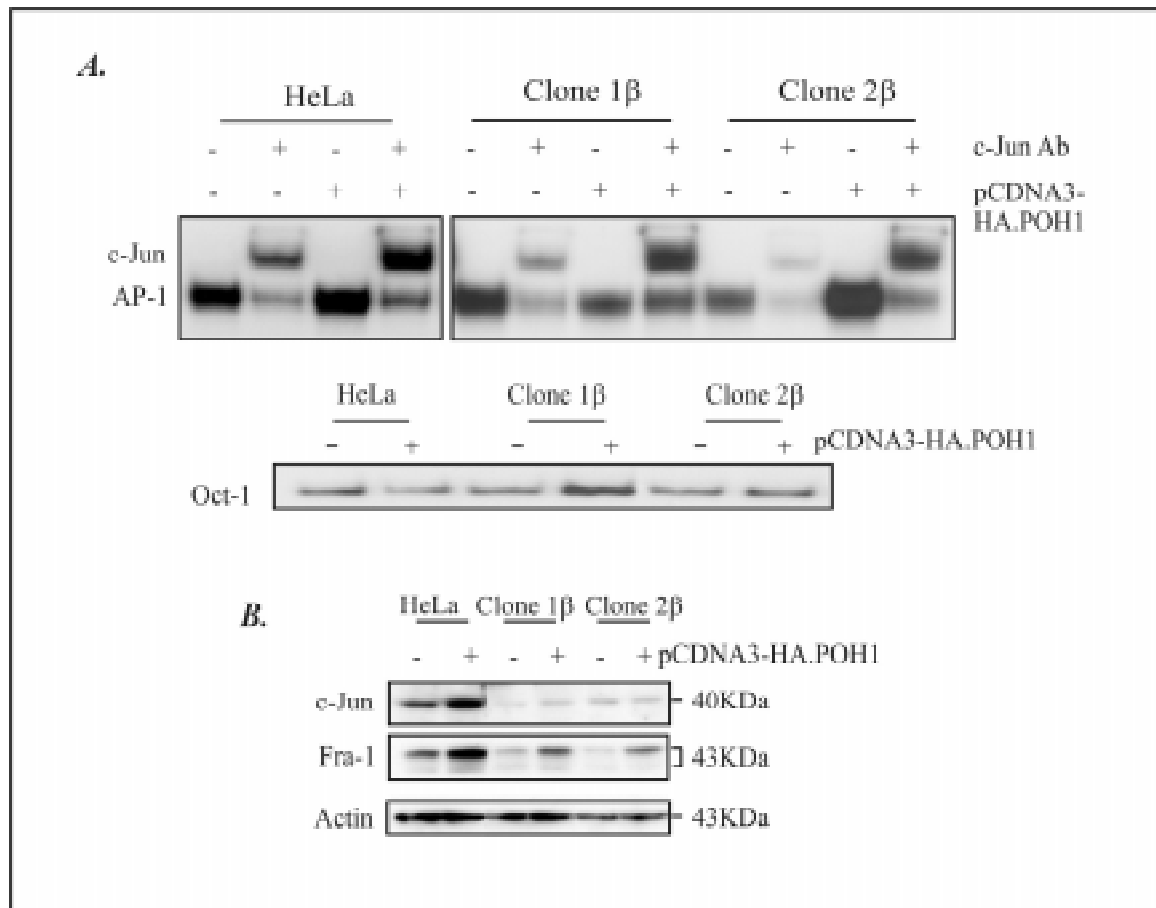 A.
HeLa Clone 1β Clone 2β
- + - + - + - + - + - + c-Jun Ab
- - + + - - + + - - + + pCDNA3-
HA.POH1
c-Jun
AP-1
HeLa Clone 1β Clone 2β
- + - + - + pCDNA3-HA.POH1
Oct-1
B.
HeLa Clone 1β Clone 2β
- + - + - + pCDNA3-HA.POH1
c-Jun - 40KDa
Fra-1 43KDa
Actin - 43KDa